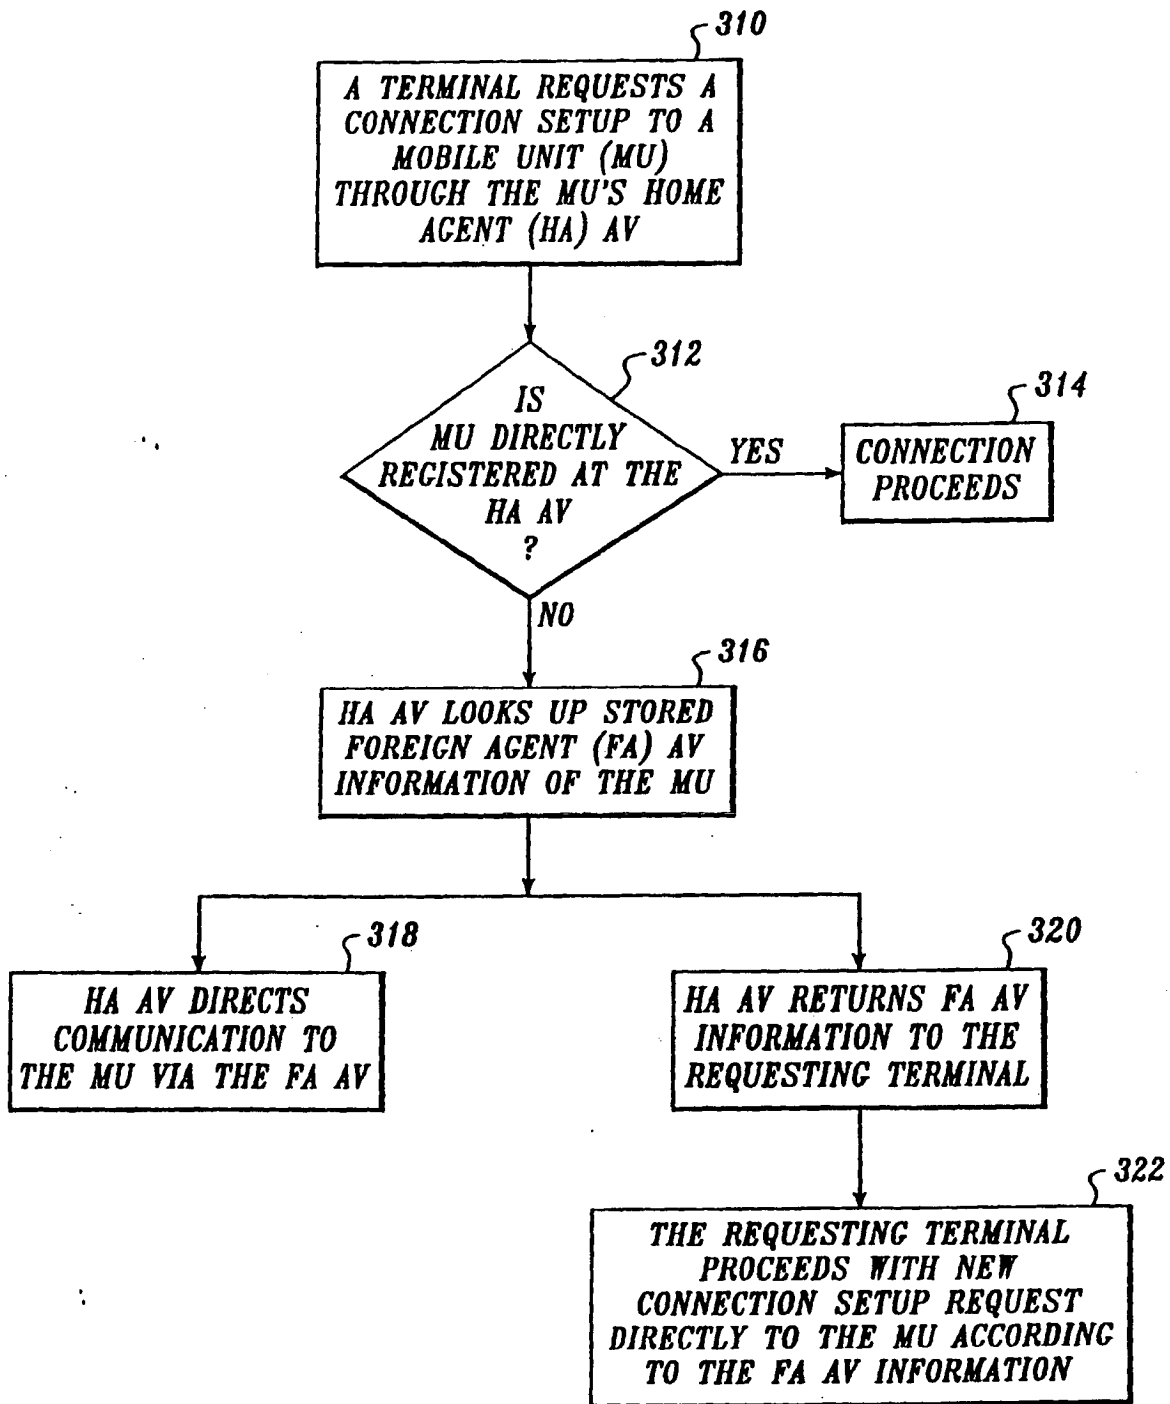 310
A TERMINAL REQUESTS A
CONNECTION SETUP TO A
MOBILE UNIT (MU)
THROUGH THE MU'S HOME
AGENT (HA) AV
312
IS
MU DIRECTLY
REGISTERED AT THE
HA AV
?
YES
314
CONNECTION
PROCEEDS
NO
316
HA AV LOOKS UP STORED
FOREIGN AGENT (FA) AV
INFORMATION OF THE MU
318
HA AV DIRECTS
COMMUNICATION TO
THE MU VIA THE FA AV
320
HA AV RETURNS FA AV
INFORMATION TO THE
REQUESTING TERMINAL
322
THE REQUESTING TERMINAL
PROCEEDS WITH NEW
CONNECTION SETUP REQUEST
DIRECTLY TO THE MU ACCORDING
TO THE FA AV INFORMATION